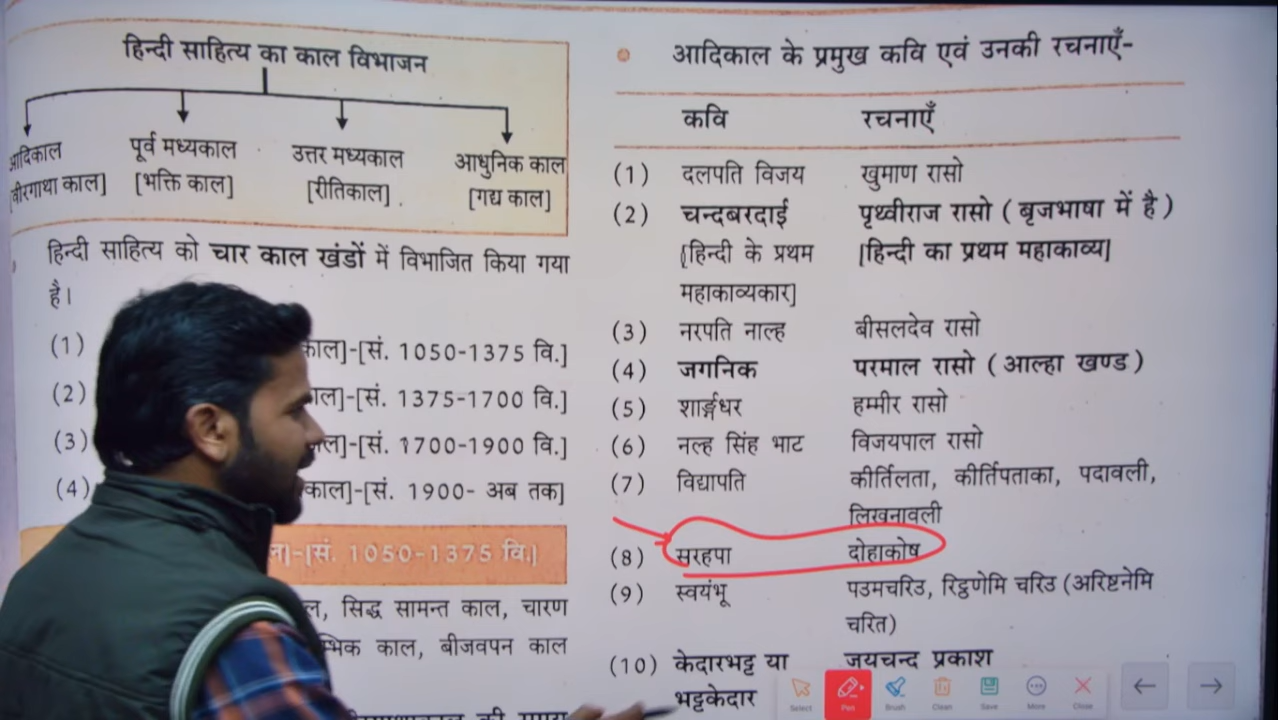 हिन्दी साहित्य का काल विभाजन
आदिकाल
[वीरगाथा काल]
पूर्व मध्यकाल
[भक्ति काल]
उत्तर मध्यकाल
[रीतिकाल] .
आधुनिक काल
[गद्य काल]
हिन्दी साहित्य को चार काल खंडों में विभाजित किया गया
है।
(1) काल]-[सं. 1050-1375 वि.]
(2) ]-[सं. 1375-1700 वि.]
(3) ]-[सं. 1700-1900 वि.]
(4) काल]-[सं. 1900- अब तक]
]-[सं. 1050-1375 वि.]
सिद्ध सामन्त काल, चारण
काल, बीजवपन काल
आदिकाल के प्रमुख कवि एवं उनकी रचनाएँ-
कवि रचनाएँ
(1) दलपति विजय खुमाण रासो
(2) चन्दबरदाई पृथ्वीराज रासो ( बृजभाषा में है )
[हिन्दी के प्रथम [हिन्दी का प्रथम महाकाव्य]
महाकाव्यकार]
(3) नरपति नाल्ह बीसलदेव रासो
(4) जगनिक परमाल रासो ( आल्हा खण्ड )
(5) शार्ङ्गधर हम्मीर रासो
(6) नल्ह सिंह भाट विजयपाल रासो
(7) विद्यापति कीर्तिलता, कीर्तिपताका, पदावली,
लिखनावली
(8) सरहपा दोहाकोष
(9) स्वयंभू पउमचरिउ, रिट्ठणेमि चरिउ (अरिष्टनेमि
चरित)
(10) केदारभट्ट या जयचन्द प्रकाश
भट्टकेदार
Select Pen Brush Clean Save More Close